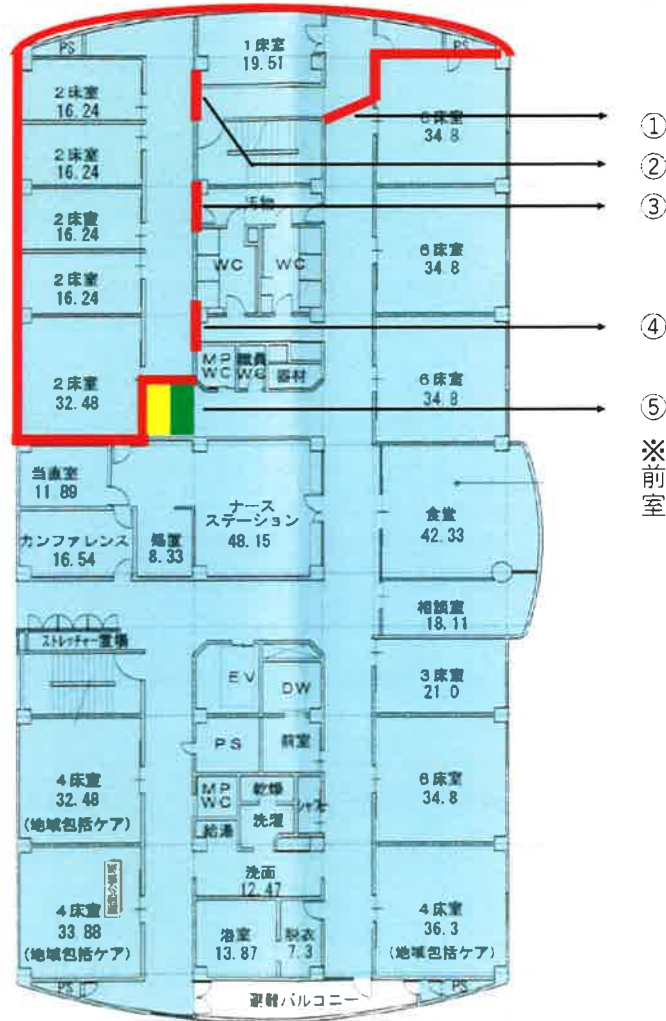 PS
1床室
19.51
PS
2床室
16.24
6床室
34.8
①
2床室
16.24
②
汚物
③
2床室
16.24
WC
WC
6床室
34.8
2床室
16.24
④
MP
WC
職員
WC
器材
2床室
32.48
6床室
34.8
⑤
※前室
当直室
11.89
ナース
ステーション
48.15
食堂
42.33
カンファレンス
16.54
処置
8.33
相談室
18.11
ストレッチャー置場
EV
DW
3床室
21.0
PS
前室
4床室
32.48
(地域包括ケア)
6床室
34.8
MP
WC
乾燥
洗濯
給湯
洗面
12.47
4床室
33.88
(地域包括ケア)
浴室
13.87
脱衣
7.3
4床室
36.3
(地域包括ケア)
PS
避難バルコニー
PS